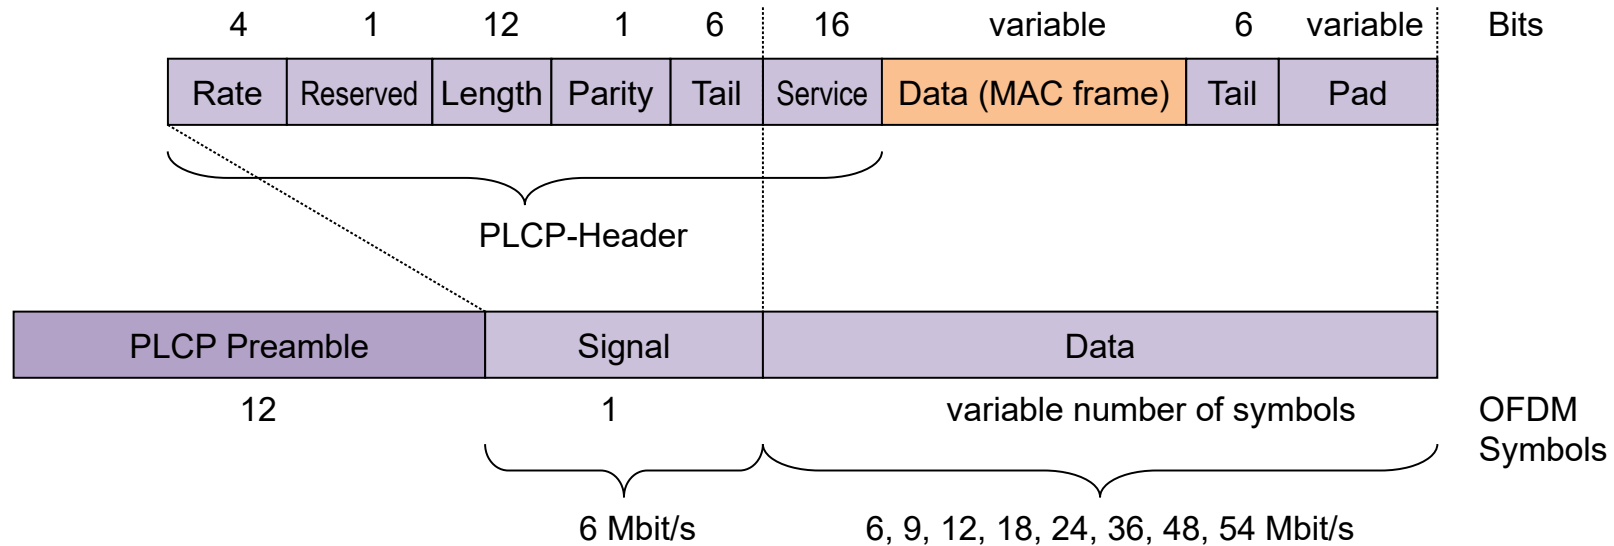 4 1 12 1 6 16 variable 6 variable Bits
Rate Reserved Length Parity Tail Service Data (MAC frame) Tail Pad
PLCP-Header
PLCP Preamble Signal Data
12 1 variable number of symbols OFDM
Symbols
6 Mbit/s 6, 9, 12, 18, 24, 36, 48, 54 Mbit/s